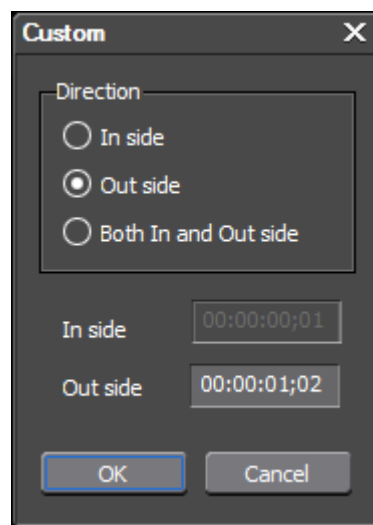 Custom
Direction
In side
Out side
Both In and Out side
In side 00:00:00;01
Out side 00:00:01;02
OK Cancel